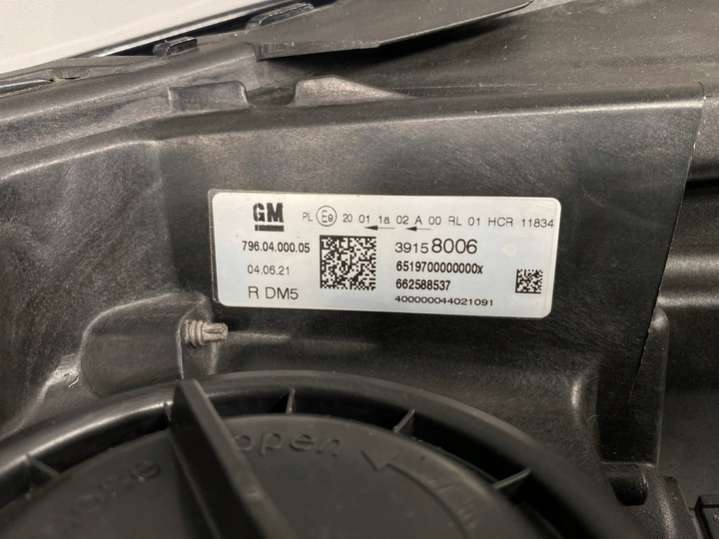 GM PL E9 20 01 1a 02 A 00 RL 01 HCR 11834
796.04.000.05 39158006
04.06.21 6519700000000X
R DM5 662588537
400000044021091
open